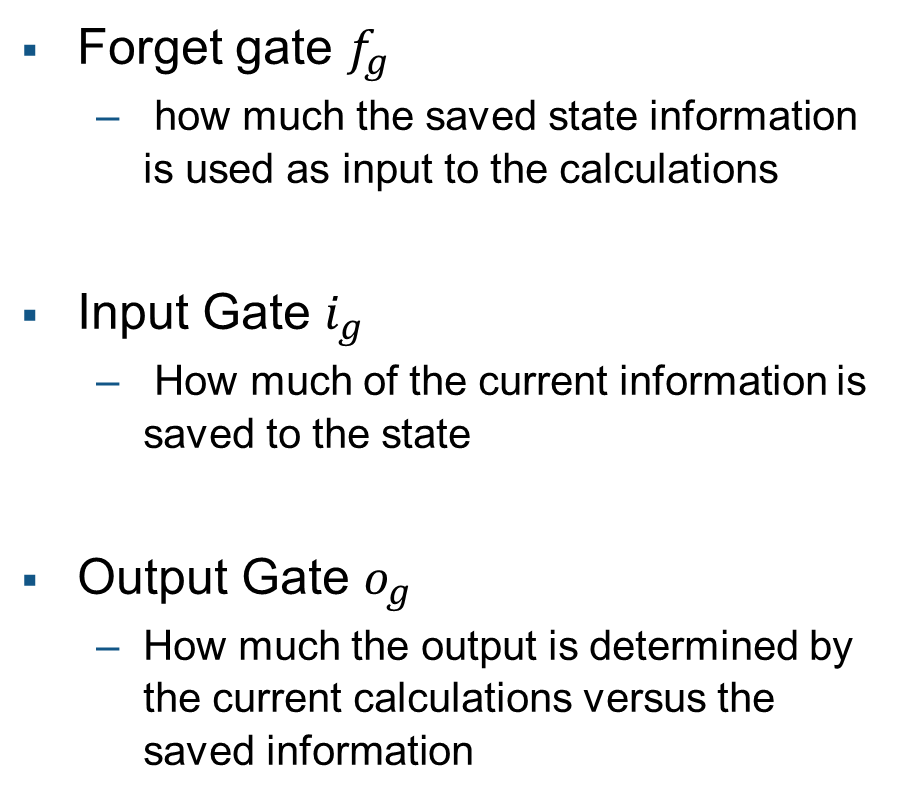 ▪ Forget gate f_g
– how much the saved state information
is used as input to the calculations
▪ Input Gate i_g
– How much of the current information is
saved to the state
▪ Output Gate o_g
– How much the output is determined by
the current calculations versus the
saved information